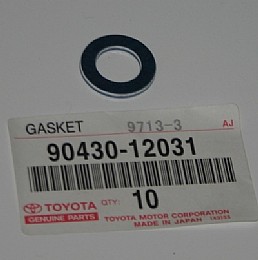 GASKET 9713-3 AJ
90430-12031
TOYOTA QTY: 10 TOYOTA MOTOR CORPORATION
GENUINE PARTS MADE IN JAPAN